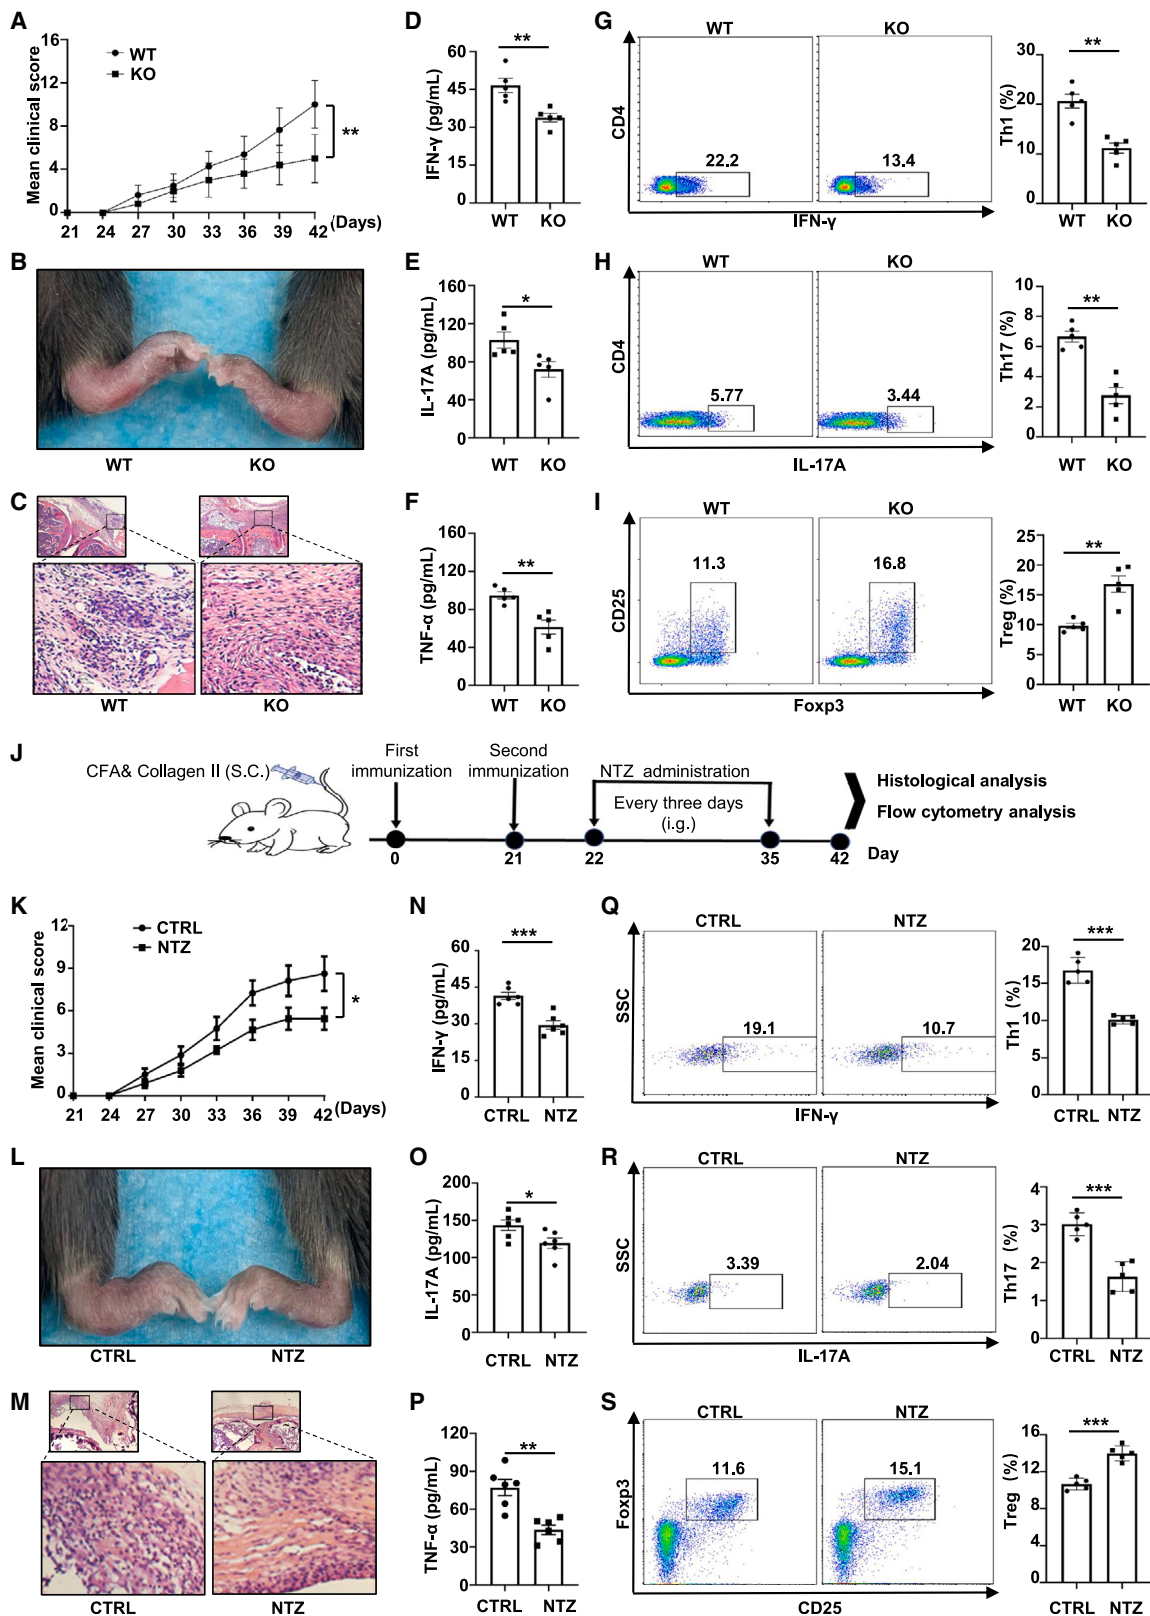 A
Mean clinical score
16
12
8
4
0
WT
KO
**
21 24 27 30 33 36 39 42 (Days)
B
WT KO
C
WT KO
D
IFN-γ (pg/mL)
60
45
30
15
0
**
WT KO
E
IL-17A (pg/mL)
160
120
80
40
0
*
WT KO
F
TNF-α (pg/mL)
160
120
80
40
0
**
WT KO
G
WT KO
CD4
22.2 13.4
IFN-γ
Th1 (%)
30
20
10
0
**
WT KO
H
WT KO
CD4
5.77 3.44
IL-17A
Th17 (%)
10
8
6
4
2
0
**
WT KO
I
WT KO
CD25
11.3 16.8
Foxp3
Treg (%)
25
20
15
10
5
0
**
WT KO
J
CFA& Collagen II (S.C.)
First
immunization
Second
immunization
NTZ administration
Every three days
(i.g.)
0 21 22 35 42 Day
Histological analysis
Flow cytometry analysis
K
Mean clinical score
12
9
6
3
0
CTRL
NTZ
*
21 24 27 30 33 36 39 42 (Days)
L
CTRL NTZ
M
CTRL NTZ
N
IFN-γ (pg/mL)
60
45
30
15
0
***
CTRL NTZ
O
IL-17A (pg/mL)
200
150
100
50
0
*
CTRL NTZ
P
TNF-α (pg/mL)
120
90
60
30
0
**
CTRL NTZ
Q
CTRL NTZ
SSC
19.1 10.7
IFN-γ
Th1 (%)
20
15
10
5
0
***
CTRL NTZ
R
CTRL NTZ
SSC
3.39 2.04
IL-17A
Th17 (%)
4
3
2
1
0
***
CTRL NTZ
S
CTRL NTZ
Foxp3
11.6 15.1
CD25
Treg (%)
16
12
8
4
0
***
CTRL NTZ